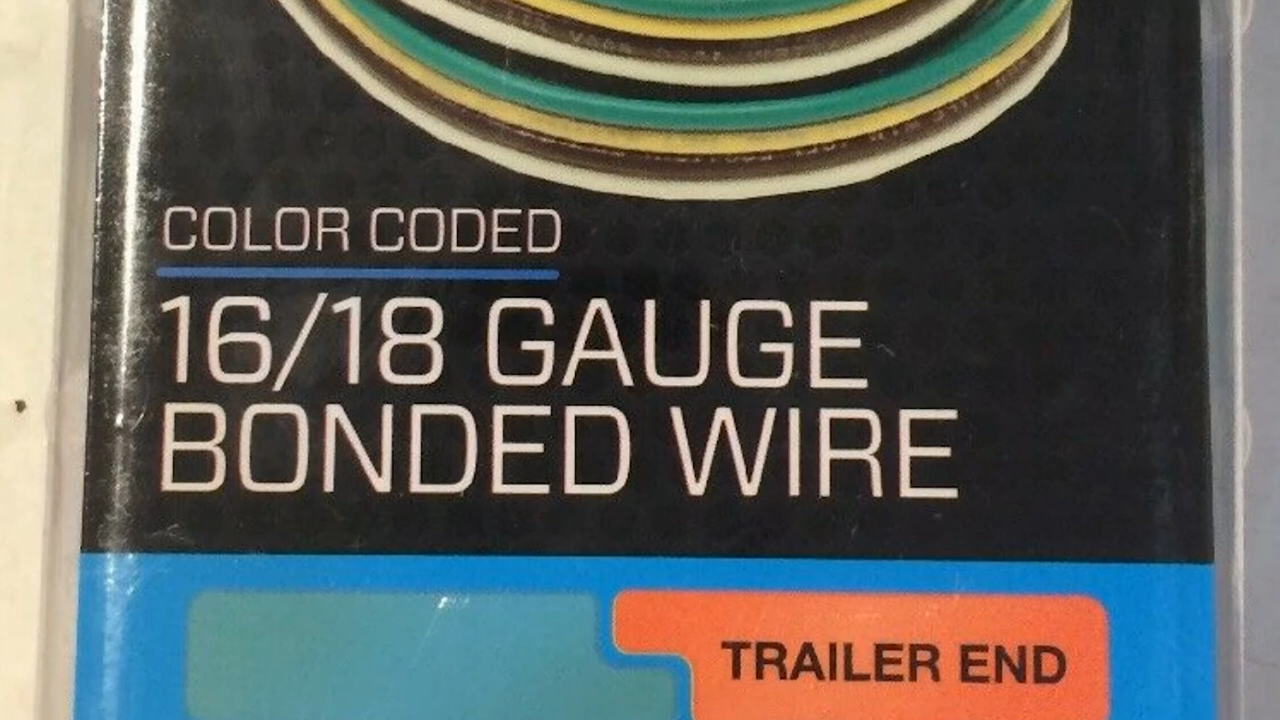 COLOR CODED
16/18 GAUGE
BONDED WIRE
TRAILER END